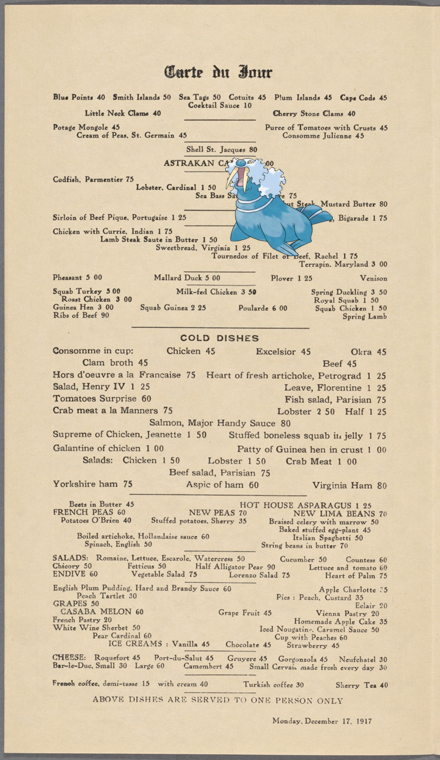 Carte du Jour
Blue Points 40 Smith Islands 50 Sea Tags 50 Cotuits 45 Plum Islands 45 Cape Cods 45
Cocktail Sauce 10
Little Neck Clams 40 Cherry Stone Clams 40
Potage Mongole 45 Puree of Tomatoes with Crusts 45
Cream of Peas, St. Germain 45 Consomme Julienne 45
Shell St. Jacques 80
ASTRAKAN 00
Codfish, Parmentier 75
Lobster, Cardinal 1 50
Sea Bass 75
Steak, Mustard Butter 80
Sirloin of Beef Pique, Portugaise 1 25 Bigarade 1 75
Chicken with Currie, Indian 1 75
Lamb Steak Saute in Butter 1 50
Sweetbread, Virginia 1 25
Tournedos of Filet of Beef, Rachel 1 75
Terrapin, Maryland 3 00
Pheasant 5 00 Mallard Duck 5 00 Plover 1 25 Venison
Squab Turkey 5 00 Milk-fed Chicken 3 50 Spring Duckling 3 50
Roast Chicken 3 00 Royal Squab 1 50
Guinea Hen 3 00 Squab Guinea 2 25 Poularde 6 00 Squab Chicken 1 50
Ribs of Beef 90 Spring Lamb
COLD DISHES
Consomme in cup: Chicken 45 Excelsior 45 Okra 45
Clam broth 45 Beef 45
Hors d'oeuvre a la Francaise 75 Heart of fresh artichoke, Petrograd 1 25
Salad, Henry IV 1 25 Leave, Florentine 1 25
Tomatoes Surprise 60 Fish salad, Parisian 75
Crab meat a la Manners 75 Lobster 2 50 Half 1 25
Salmon, Major Handy Sauce 80
Supreme of Chicken, Jeanette 1 50 Stuffed boneless squab in jelly 1 75
Galantine of chicken 1 00 Patty of Guinea hen in crust 1 00
Salads: Chicken 1 50 Lobster 1 50 Crab Meat 1 00
Beef salad, Parisian 75
Yorkshire ham 75 Aspic of ham 60 Virginia Ham 80
Beets in Butter 45 HOT HOUSE ASPARAGUS 1 25
FRENCH PEAS 60 NEW PEAS 70 NEW LIMA BEANS 70
Potatoes O'Brien 40 Stuffed potatoes, Sherry 35 Braised celery with marrow 50
Baked stuffed egg-plant 45
Boiled artichoke, Hollandaise sauce 60 Italian Spaghetti 50
Spinach, English 50 String beans in butter 70
SALADS: Romaine, Lettuce, Escarole, Watercress 50 Cucumber 50 Countess 60
Chicory 50 Fetticus 50 Half Alligator Pear 90 Lettuce and tomato 60
ENDIVE 60 Vegetable Salad 75 Lorenzo Salad 75 Heart of Palm 75
English Plum Pudding, Hard and Brandy Sauce 60 Apple Charlotte 35
Peach Tartlet 30 Pies : Peach, Custard 35
GRAPES 50 Eclair 20
CASABA MELON 60 Grape Fruit 45 Vienna Pastry 20
French Pastry 20 Homemade Apple Cake 35
White Wine Sherbet 50 Iced Nougatine, Caramel Sauce 50
Pear Cardinal 60 Cup with Peaches 60
ICE CREAMS : Vanilla 45 Chocolate 45 Strawberry 45
CHEESE: Roquefort 45 Port-du-Salut 45 Gruyere 45 Gorgonzola 45 Neufchatel 30
Bar-le-Duc, Small 30 Large 60 Camembert 45 Small Gervais, made fresh every day 30
French coffee, demi-tasse 15 with cream 40 Turkish coffee 30 Sherry Tea 40
ABOVE DISHES ARE SERVED TO ONE PERSON ONLY
Monday, December 17, 1917